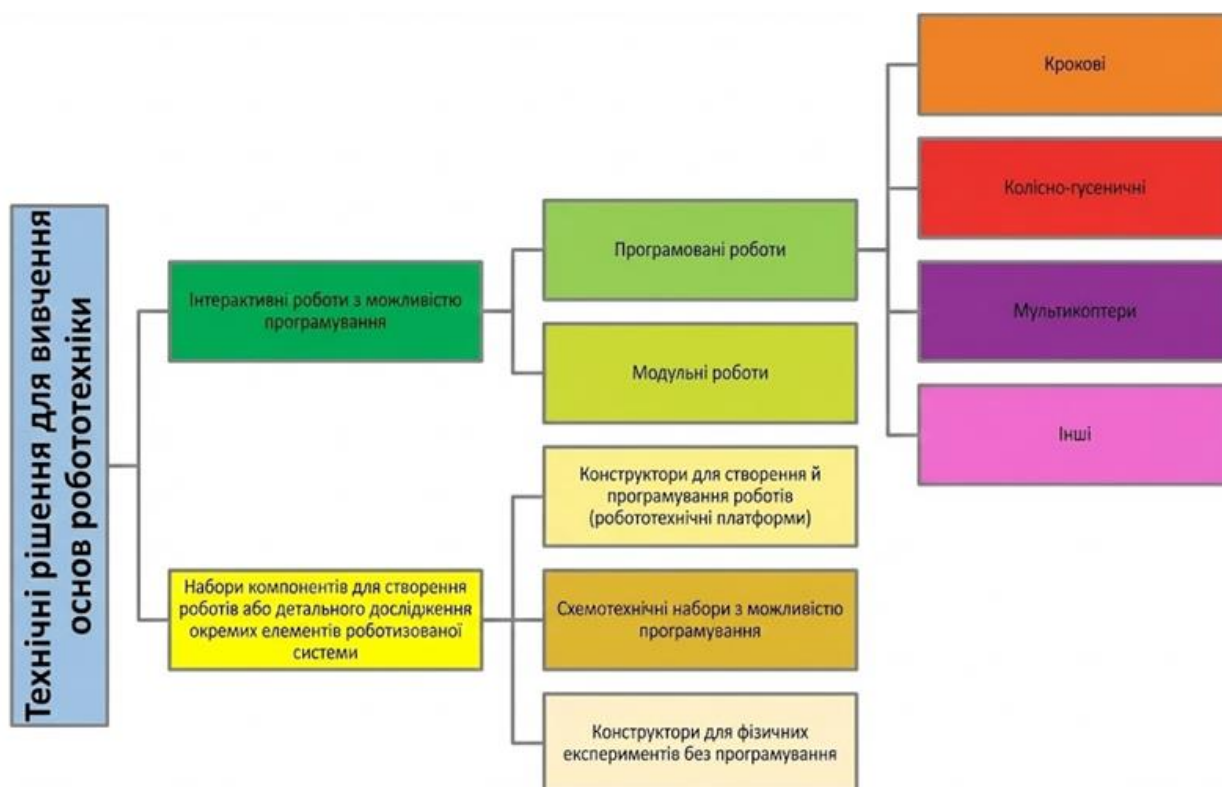 Технічні рішення для вивчення
основ робототехніки
Інтерактивні роботи з можливістю
програмування
Програмовані роботи
Крокові
Колісно-гусеничні
Мультикоптери
Інші
Модульні роботи
Набори компонентів для створення
роботів або детального дослідження
окремих елементів роботизованої
системи
Конструктори для створення й
програмування роботів
(робототехнічні платформи)
Схемотехнічні набори з можливістю
програмування
Конструктори для фізичних
експериментів без програмування